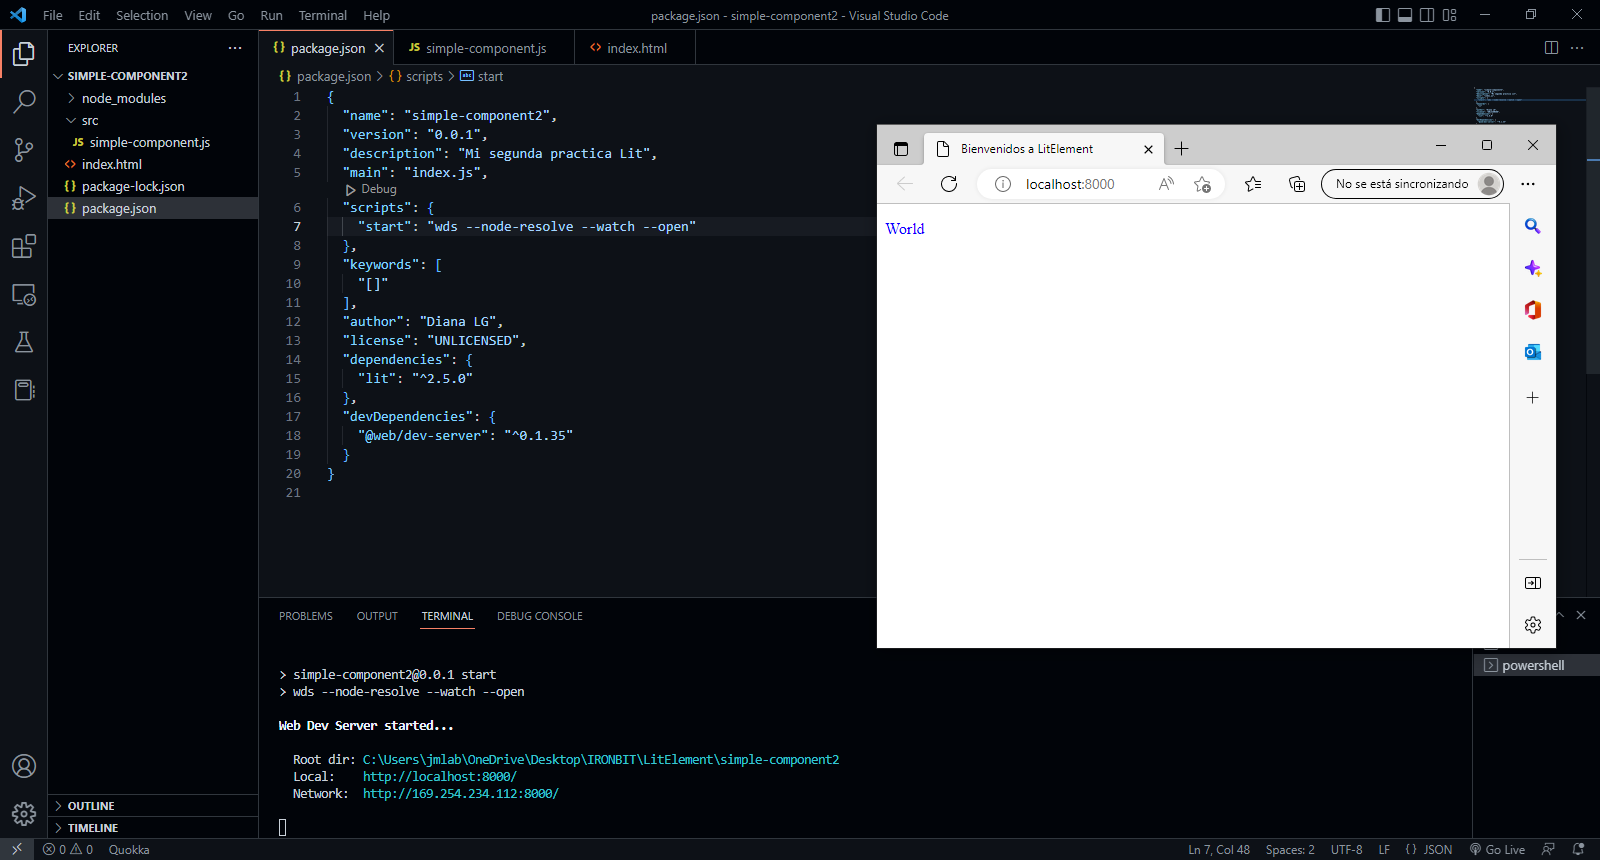 File Edit Selection View Go Run Terminal Help
package.json - simple-component2 - Visual Studio Code
EXPLORER
SIMPLE-COMPONENT2
node_modules
src
JS simple-component.js
<> index.html
{} package-lock.json
{} package.json
OUTLINE
TIMELINE
{} package.json
JS simple-component.js
<> index.html
{} package.json > {} scripts > abc start
1 {
2 "name": "simple-component2",
3 "version": "0.0.1",
4 "description": "Mi segunda practica Lit",
5 "main": "index.js",
Debug
6 "scripts": {
7 "start": "wds --node-resolve --watch --open"
8 },
9 "keywords": [
10 "[]"
11 ],
12 "author": "Diana LG",
13 "license": "UNLICENSED",
14 "dependencies": {
15 "lit": "^2.5.0"
16 },
17 "devDependencies": {
18 "@web/dev-server": "^0.1.35"
19 }
20 }
21
Bienvenidos a LitElement
localhost:8000
No se está sincronizando
World
PROBLEMS OUTPUT TERMINAL DEBUG CONSOLE
> simple-component2@0.0.1 start
> wds --node-resolve --watch --open
Web Dev Server started...
Root dir: C:\Users\jmlab\OneDrive\Desktop\IRONBIT\LitElement\simple-component2
Local: http://localhost:8000/
Network: http://169.254.234.112:8000/
powershell
0 0 Quokka
Ln 7, Col 48 Spaces: 2 UTF-8 LF {} JSON Go Live